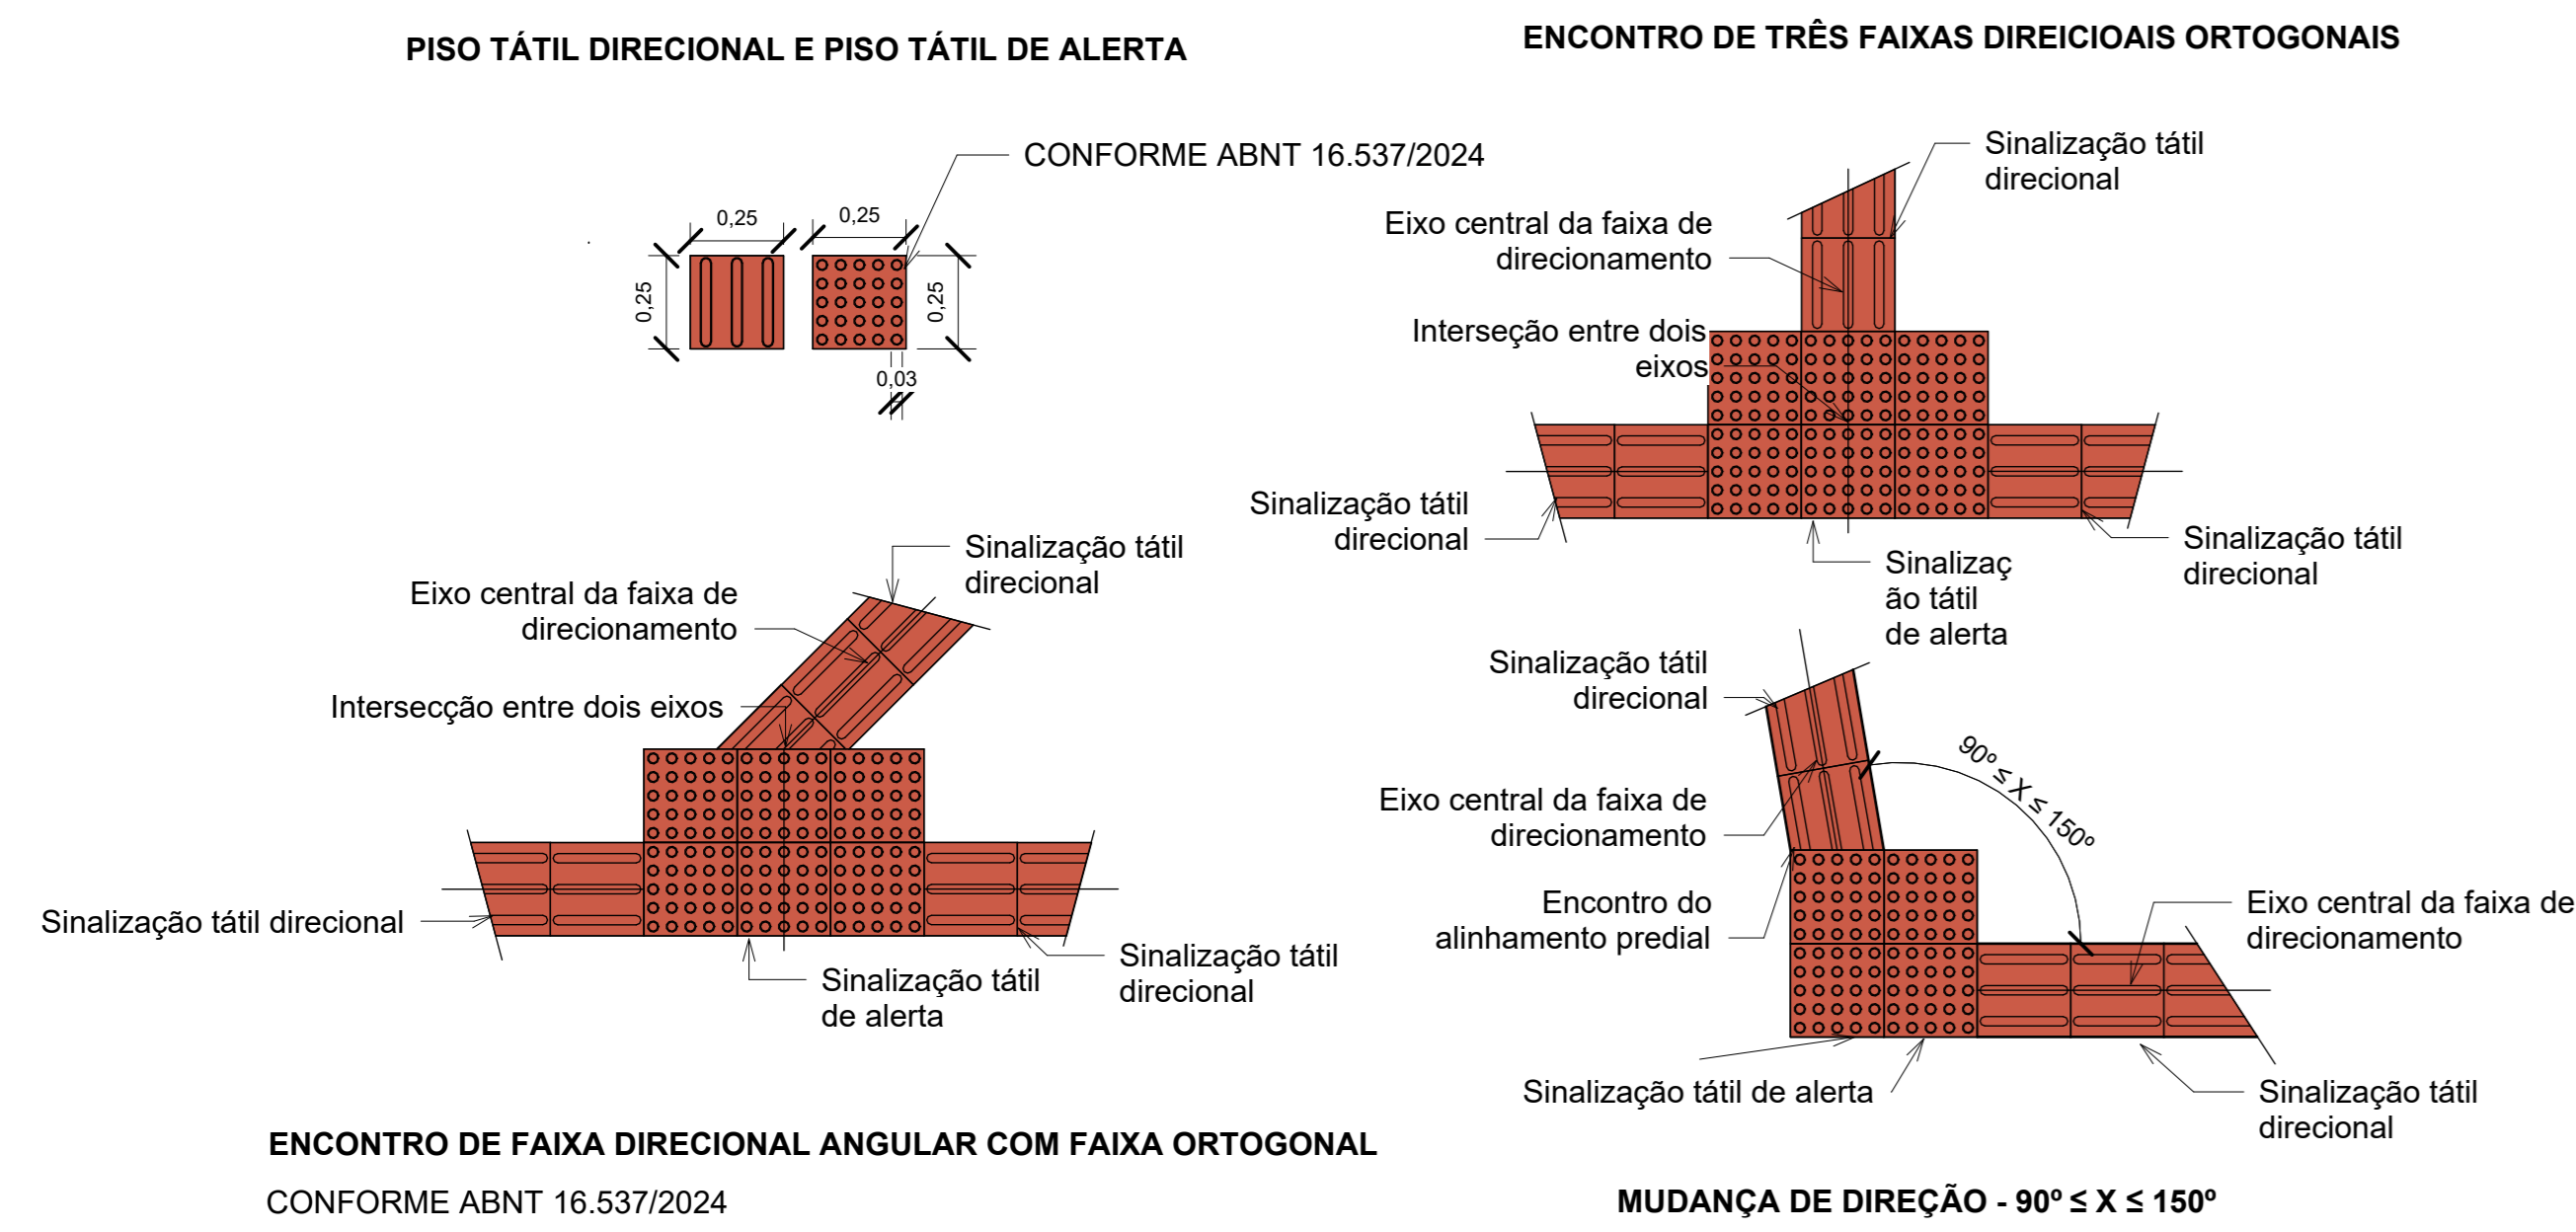 PISO TÁTIL DIRECIONAL E PISO TÁTIL DE ALERTA
CONFORME ABNT 16.537/2024
0,25
0,25
0,25
0,25
0,03
ENCONTRO DE TRÊS FAIXAS DIREICIOAIS ORTOGONAIS
Sinalização tátil
direcional
Eixo central da faixa de
direcionamento
Interseção entre dois
eixos
Sinalização tátil
direcional
Sinalizaç
ão tátil
de alerta
Sinalização tátil
direcional
Sinalização tátil
direcional
Eixo central da faixa de
direcionamento
Intersecção entre dois eixos
Sinalização tátil direcional
Sinalização tátil
de alerta
Sinalização tátil
direcional
ENCONTRO DE FAIXA DIRECIONAL ANGULAR COM FAIXA ORTOGONAL
CONFORME ABNT 16.537/2024
Sinalização tátil
direcional
90º ≤ X ≤ 150º
Eixo central da faixa de
direcionamento
Encontro do
alinhamento predial
Eixo central da faixa de
direcionamento
Sinalização tátil de alerta
Sinalização tátil
direcional
MUDANÇA DE DIREÇÃO - 90º ≤ X ≤ 150º